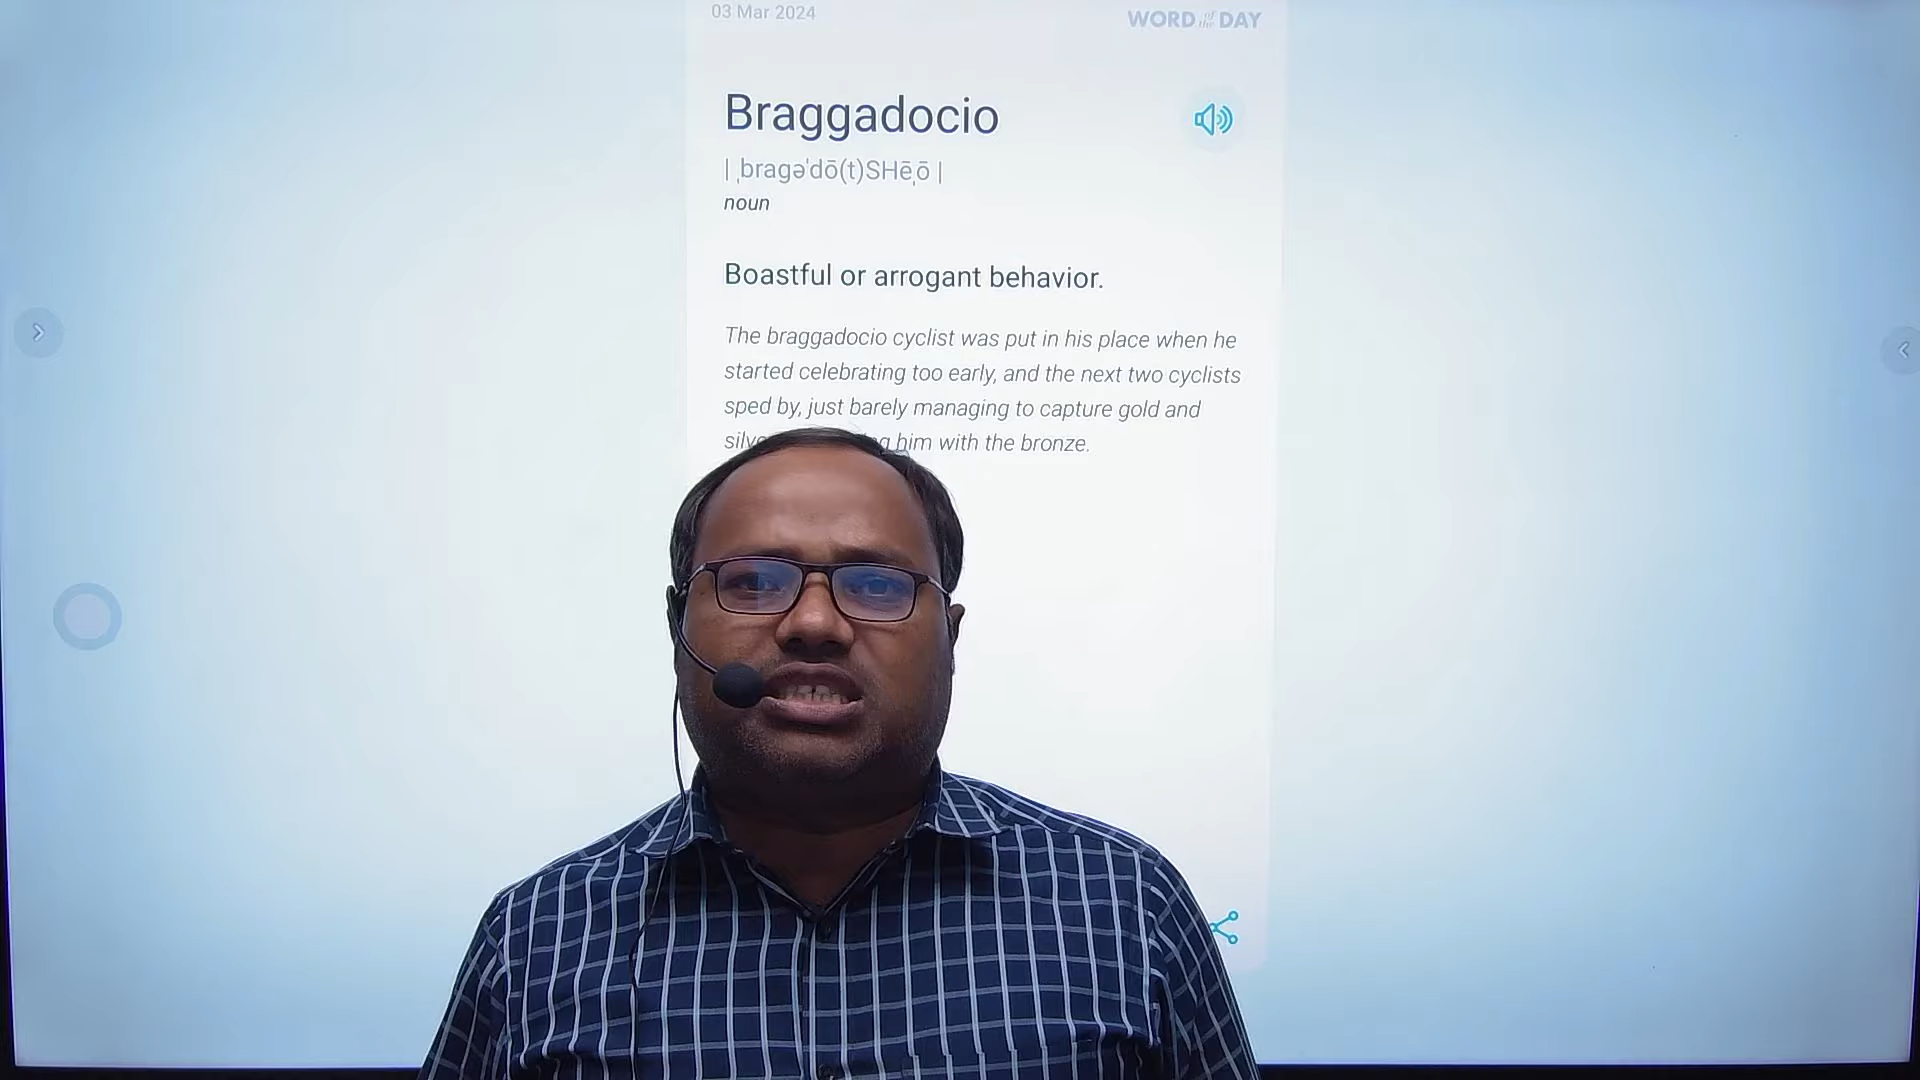 03 Mar 2024
WORD of the DAY
Braggadocio
| ˌbragəˈdō(t)SHēˌō |
noun
Boastful or arrogant behavior.
The braggadocio cyclist was put in his place when he
started celebrating too early, and the next two cyclists
sped by, just barely managing to capture gold and
him with the bronze.